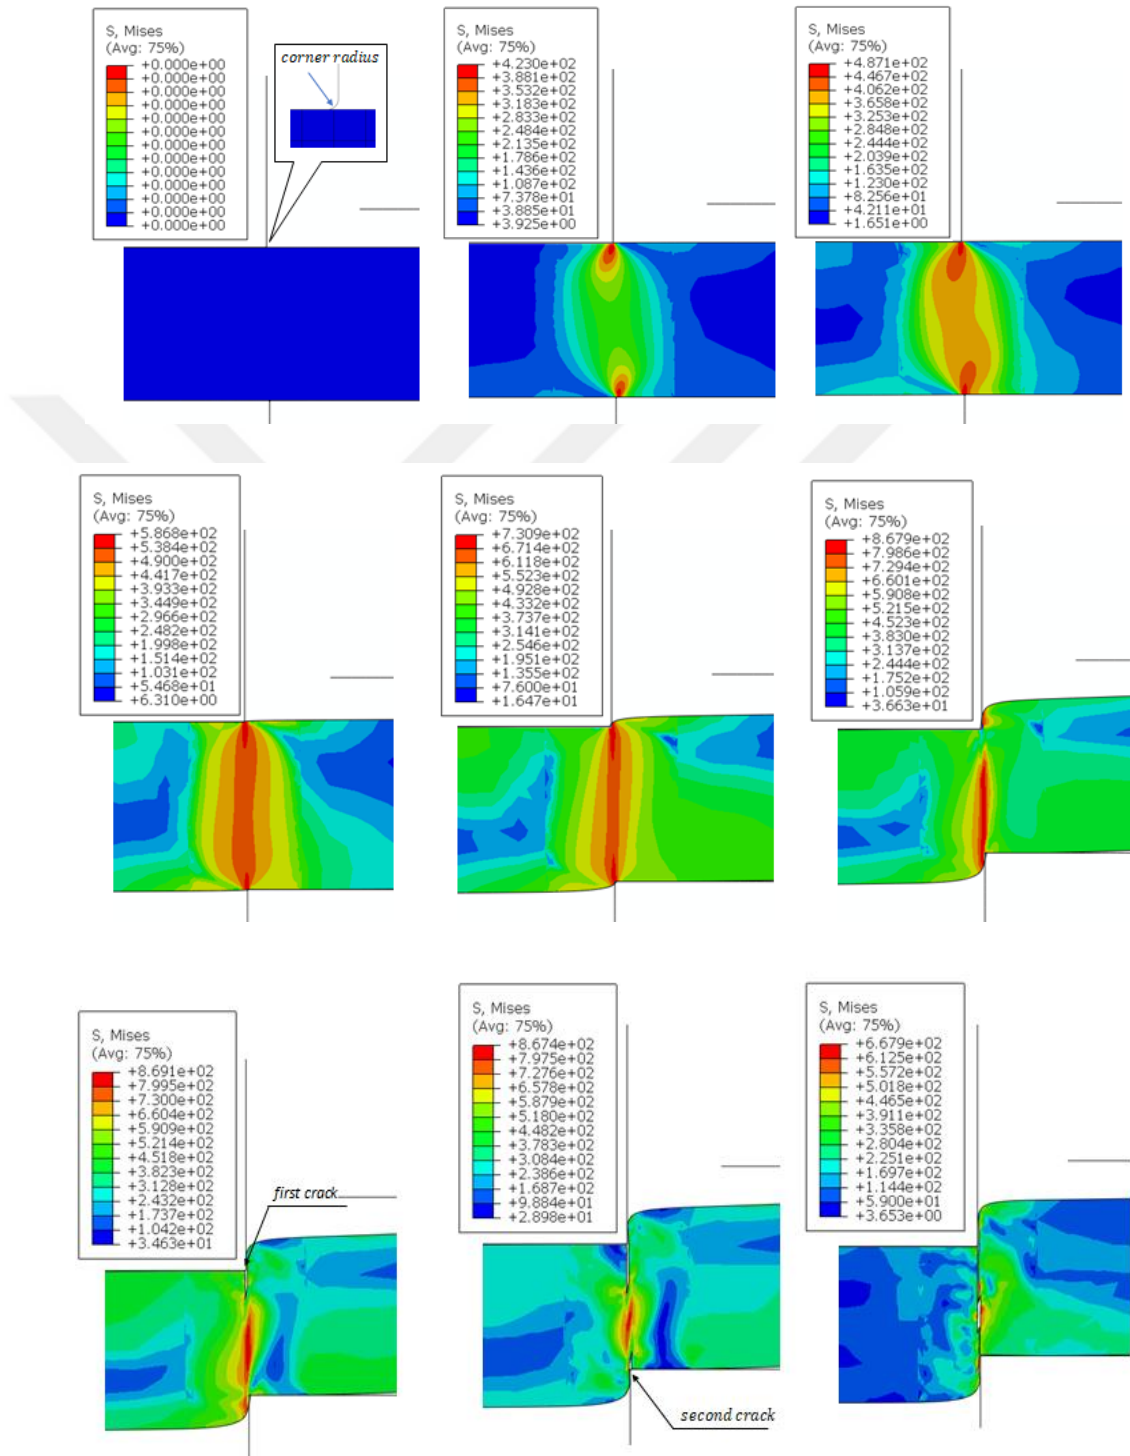 S, Mises
(Avg: 75%)
+0.000e+00
+0.000e+00
+0.000e+00
+0.000e+00
+0.000e+00
+0.000e+00
+0.000e+00
+0.000e+00
+0.000e+00
+0.000e+00
+0.000e+00
+0.000e+00
+0.000e+00
corner radius
S, Mises
(Avg: 75%)
+4.230e+02
+3.881e+02
+3.532e+02
+3.183e+02
+2.833e+02
+2.484e+02
+2.135e+02
+1.786e+02
+1.436e+02
+1.087e+02
+7.378e+01
+3.885e+01
+3.925e+00
S, Mises
(Avg: 75%)
+4.871e+02
+4.467e+02
+4.062e+02
+3.658e+02
+3.253e+02
+2.848e+02
+2.444e+02
+2.039e+02
+1.635e+02
+1.230e+02
+8.256e+01
+4.211e+01
+1.651e+00
S, Mises
(Avg: 75%)
+5.868e+02
+5.384e+02
+4.900e+02
+4.417e+02
+3.933e+02
+3.449e+02
+2.966e+02
+2.482e+02
+1.998e+02
+1.514e+02
+1.031e+02
+5.468e+01
+6.310e+00
S, Mises
(Avg: 75%)
+7.309e+02
+6.714e+02
+6.118e+02
+5.523e+02
+4.928e+02
+4.332e+02
+3.737e+02
+3.141e+02
+2.546e+02
+1.951e+02
+1.355e+02
+7.600e+01
+1.647e+01
S, Mises
(Avg: 75%)
+8.679e+02
+7.986e+02
+7.294e+02
+6.601e+02
+5.908e+02
+5.215e+02
+4.523e+02
+3.830e+02
+3.137e+02
+2.444e+02
+1.752e+02
+1.059e+02
+3.663e+01
S, Mises
(Avg: 75%)
+8.691e+02
+7.995e+02
+7.300e+02
+6.604e+02
+5.909e+02
+5.214e+02
+4.518e+02
+3.823e+02
+3.128e+02
+2.432e+02
+1.737e+02
+1.042e+02
+3.463e+01
first crack
S, Mises
(Avg: 75%)
+8.674e+02
+7.975e+02
+7.276e+02
+6.578e+02
+5.879e+02
+5.180e+02
+4.482e+02
+3.783e+02
+3.084e+02
+2.386e+02
+1.687e+02
+9.884e+01
+2.898e+01
second crack
S, Mises
(Avg: 75%)
+6.679e+02
+6.125e+02
+5.572e+02
+5.018e+02
+4.465e+02
+3.911e+02
+3.358e+02
+2.804e+02
+2.251e+02
+1.697e+02
+1.144e+02
+5.900e+01
+3.653e+00